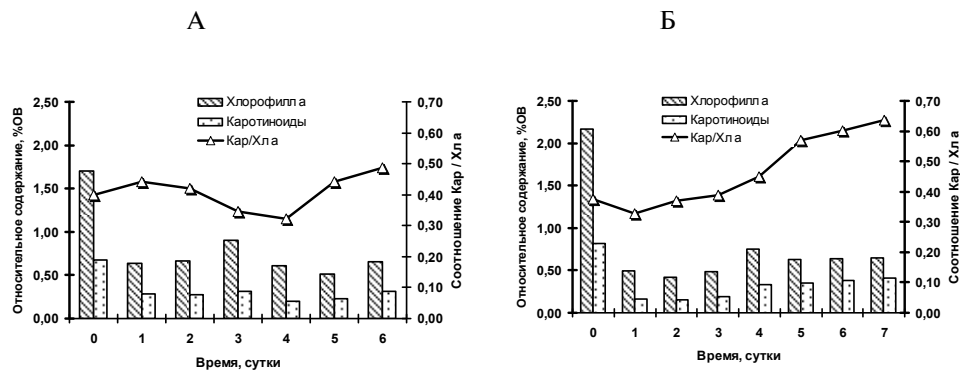 А
Б
Относительное содержание, %ОВ
2,50
2,00
1,50
1,00
0,50
0,00
Хлорофилл а
Каротиноиды
Кар/Хл а
0,70
0,60
0,50
0,40
0,30
0,20
0,10
0,00
Соотношение Кар / Хл а
0 1 2 3 4 5 6
Время, сутки
Относительное содержание, %ОВ
2,50
2,00
1,50
1,00
0,50
0,00
Хлорофилл а
Каротиноиды
Кар/Хл а
0,70
0,60
0,50
0,40
0,30
0,20
0,10
0,00
Соотношение Кар / Хл а
0 1 2 3 4 5 6 7
Время, сутки